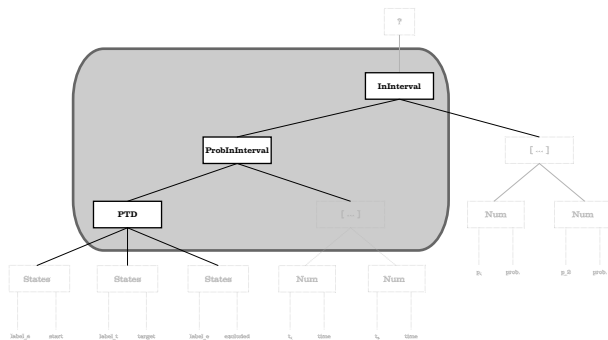 ?
InInterval
ProbInInterval
[ ... ]
PTD
[ ... ]
Num
Num
States
States
States
Num
Num
prob.
prob.
label_s
start
label_t
target
label_e
excluded
time
time